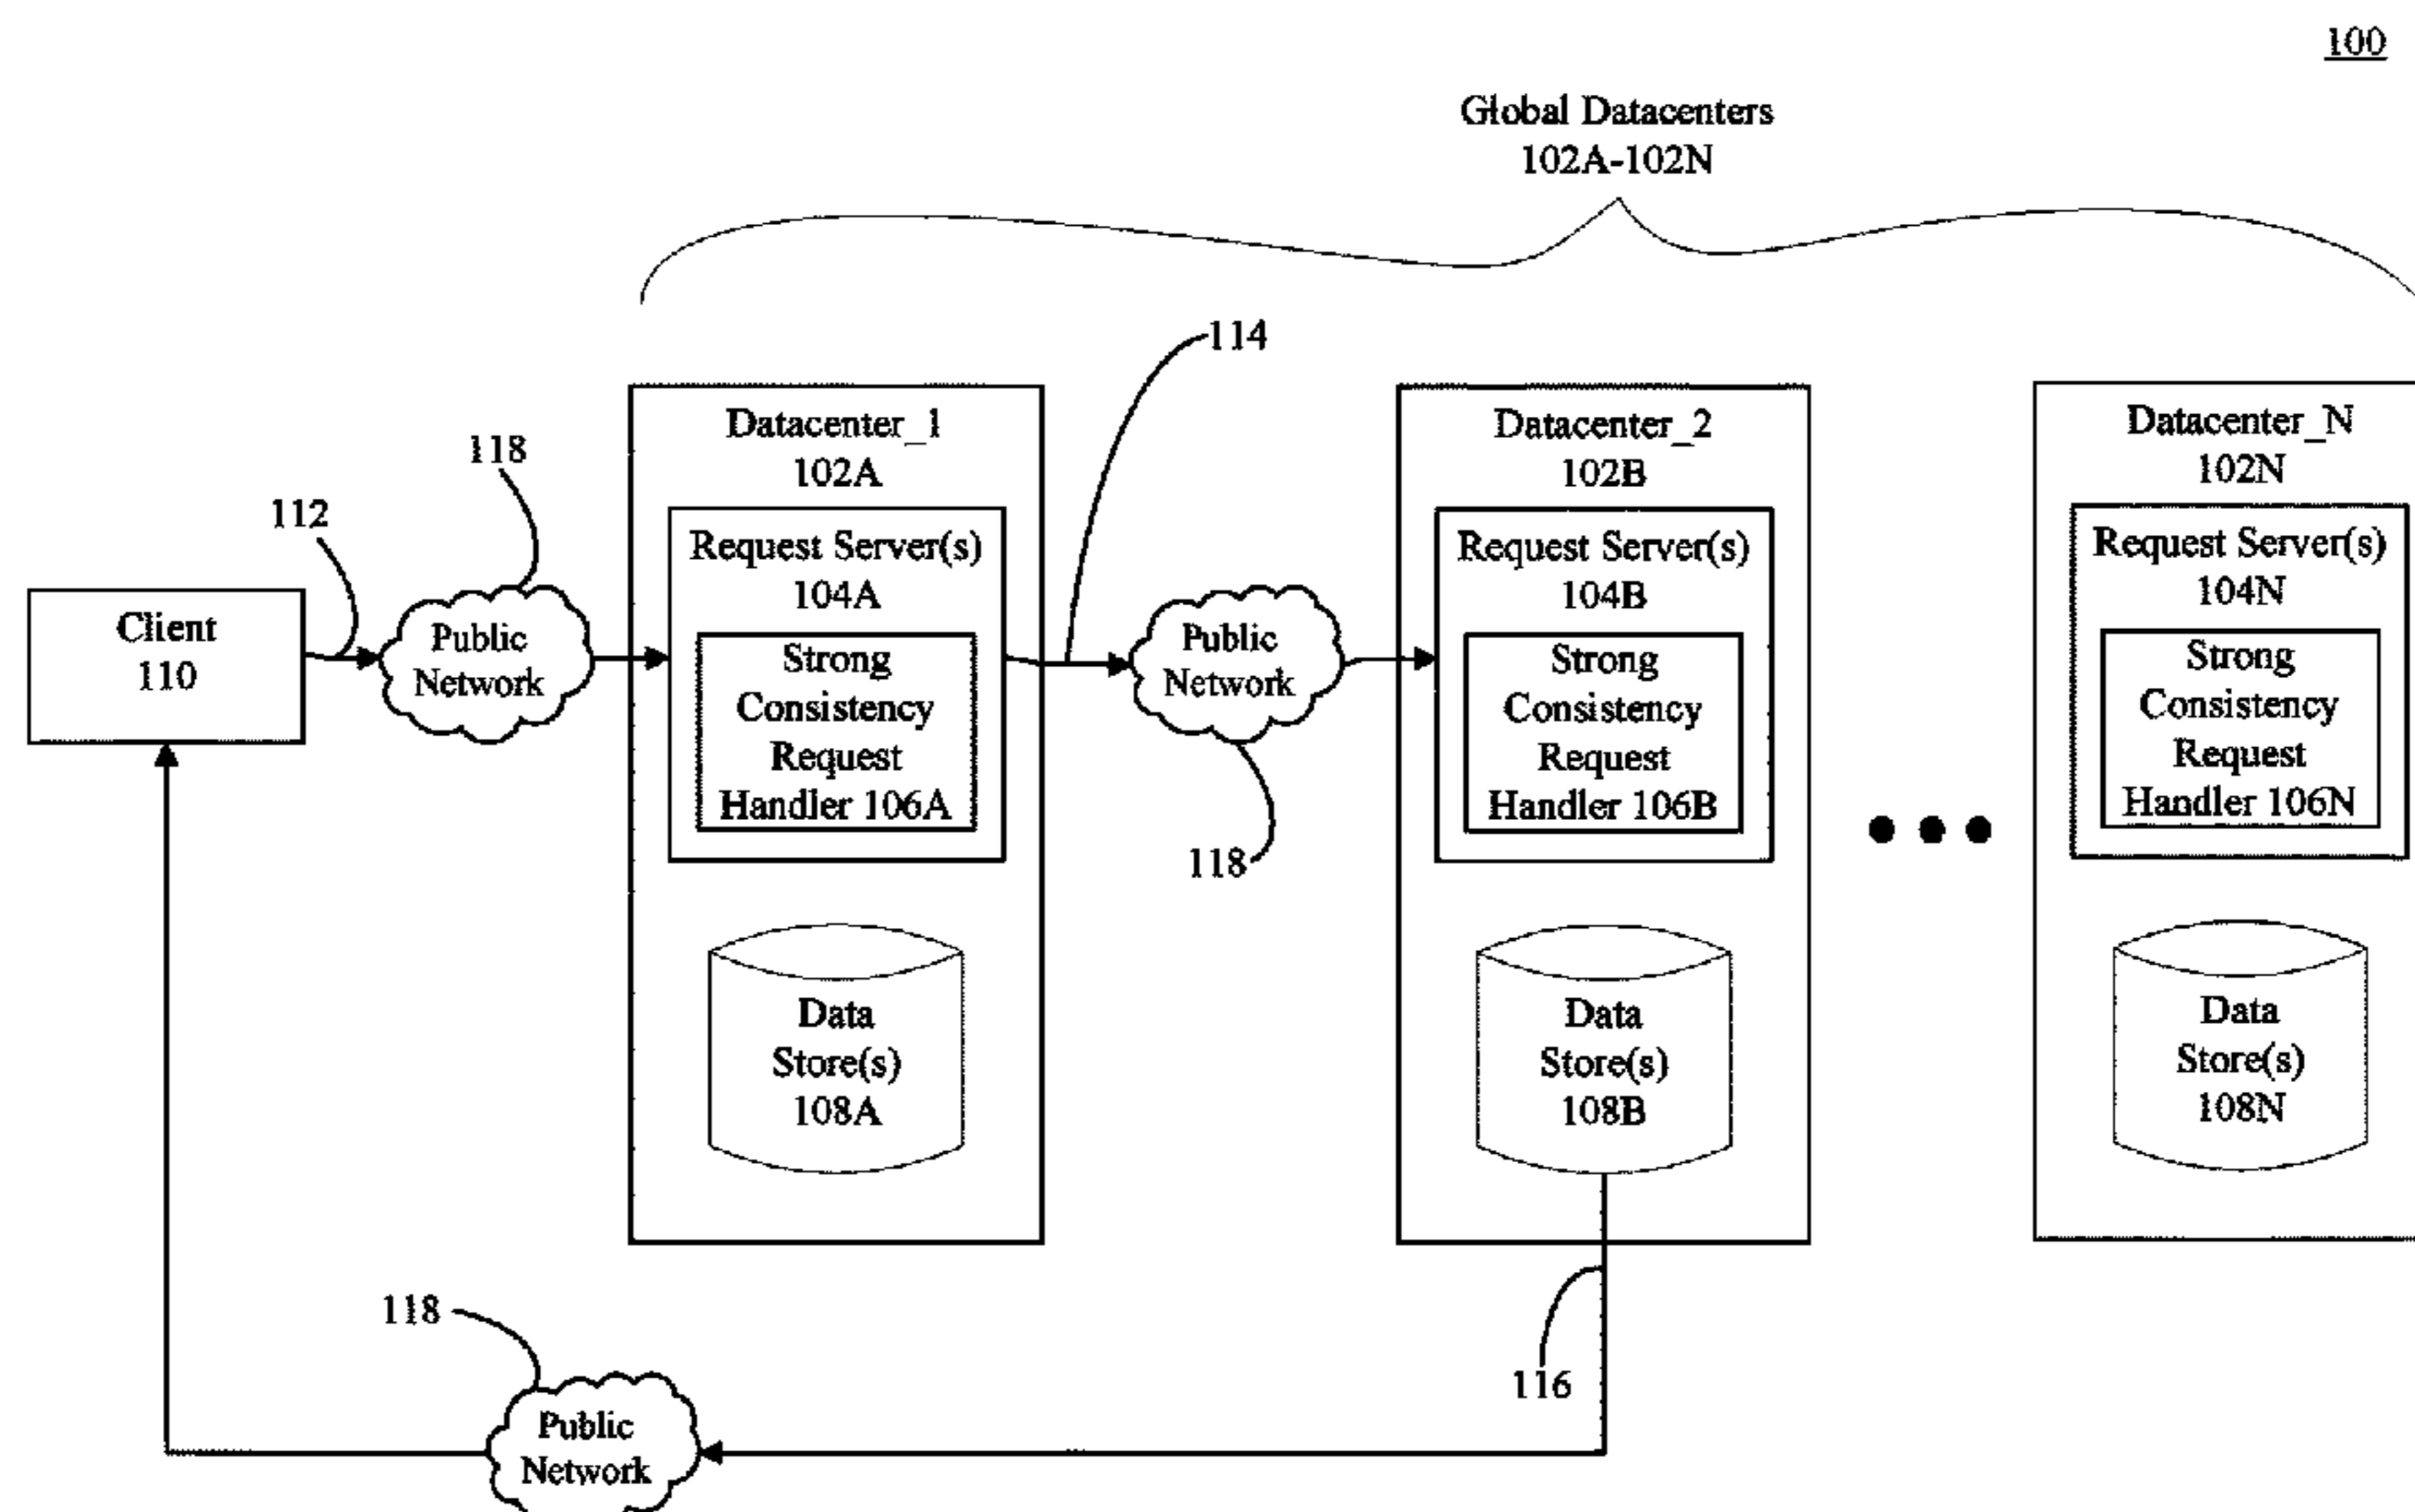 100
Global Datacenters
102A-102N
114
118
112
Client
110
Public
Network
Datacenter_1
102A
Request Server(s)
104A
Strong
Consistency
Request
Handler 106A
Data
Store(s)
108A
Public
Network
118
Datacenter_2
102B
Request Server(s)
104B
Strong
Consistency
Request
Handler 106B
Data
Store(s)
108B
Datacenter_N
102N
Request Server(s)
104N
Strong
Consistency
Request
Handler 106N
Data
Store(s)
108N
118
Public
Network
116